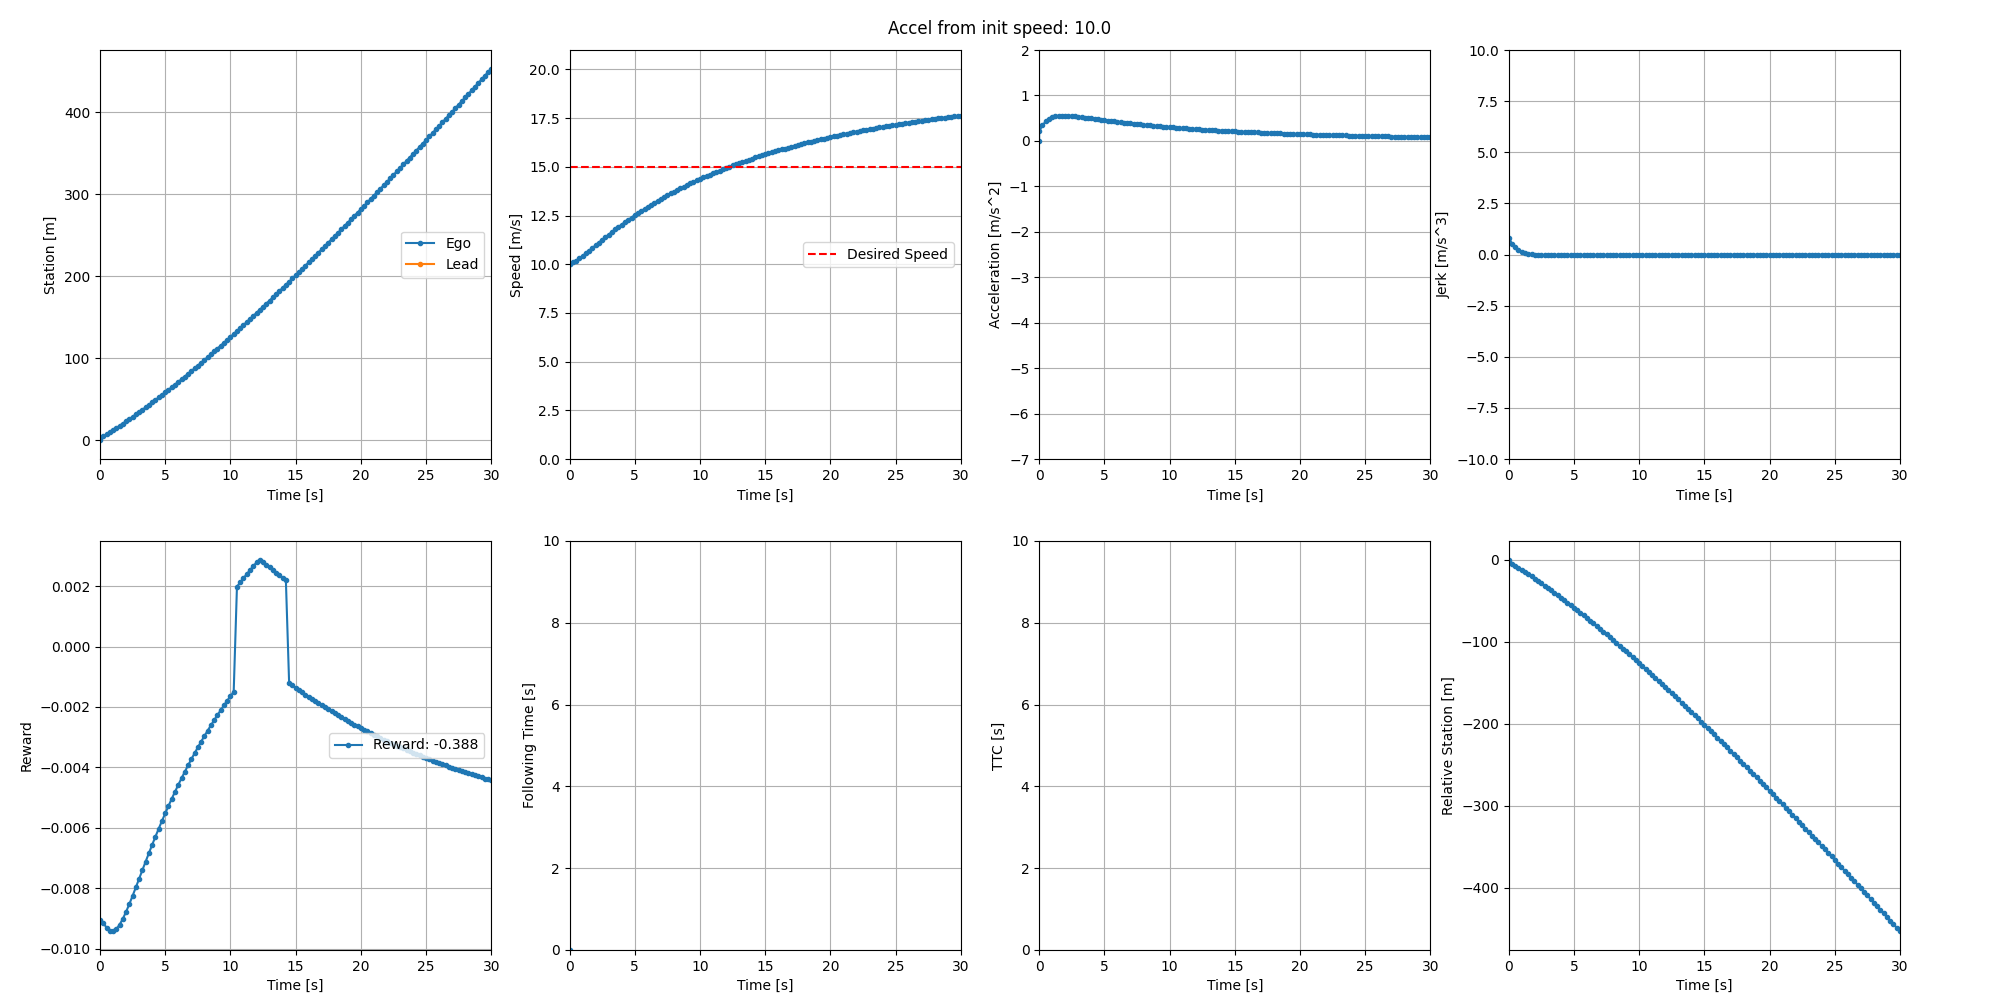 Accel from init speed: 10.0
Station [m]
400
300
200
100
0
0 5 10 15 20 25 30
Time [s]
Ego
Lead
Speed [m/s]
20.0
17.5
15.0
12.5
10.0
7.5
5.0
2.5
0.0
0 5 10 15 20 25 30
Time [s]
Desired Speed
Acceleration [m/s^2]
2
1
0
−1
−2
−3
−4
−5
−6
−7
0 5 10 15 20 25 30
Time [s]
Jerk [m/s^3]
10.0
7.5
5.0
2.5
0.0
−2.5
−5.0
−7.5
−10.0
0 5 10 15 20 25 30
Time [s]
Reward
0.002
0.000
−0.002
−0.004
−0.006
−0.008
−0.010
0 5 10 15 20 25 30
Time [s]
Reward: -0.388
Following Time [s]
10
8
6
4
2
0
0 5 10 15 20 25 30
Time [s]
TTC [s]
10
8
6
4
2
0
0 5 10 15 20 25 30
Time [s]
Relative Station [m]
0
−100
−200
−300
−400
0 5 10 15 20 25 30
Time [s]